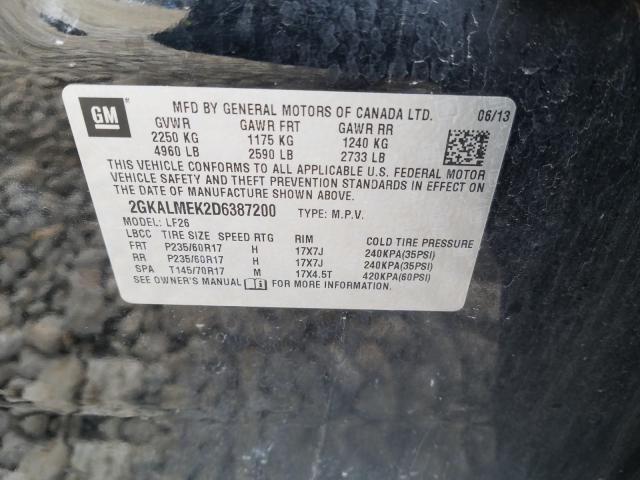 GM MFD BY GENERAL MOTORS OF CANADA LTD. 06/13
GVWR GAWR FRT GAWR RR
2250 KG 1175 KG 1240 KG
4960 LB 2590 LB 2733 LB
THIS VEHICLE CONFORMS TO ALL APPLICABLE U.S. FEDERAL MOTOR
VEHICLE SAFETY AND THEFT PREVENTION STANDARDS IN EFFECT ON THE
DATE OF MANUFACTURE SHOWN ABOVE.
2GKALMEK2D6387200 TYPE: M.P.V.
MODEL: LF26
LBCC TIRE SIZE SPEED RTG RIM COLD TIRE PRESSURE
FRT P235/60R17 H 17X7J 240KPA(35PSI)
RR P235/60R17 H 17X7J 240KPA(35PSI)
SPA T145/70R17 M 17X4.5T 420KPA(60PSI)
SEE OWNER'S MANUAL FOR MORE INFORMATION.